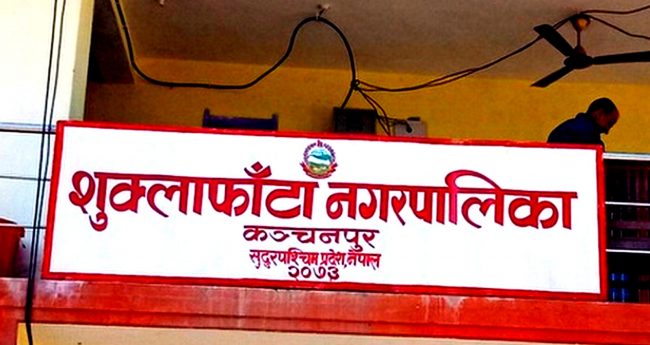 शुक्लाफाँटा नगरपालिका
कञ्चनपुर
सुदुरपश्चिम प्रदेश, नेपाल
२०७३